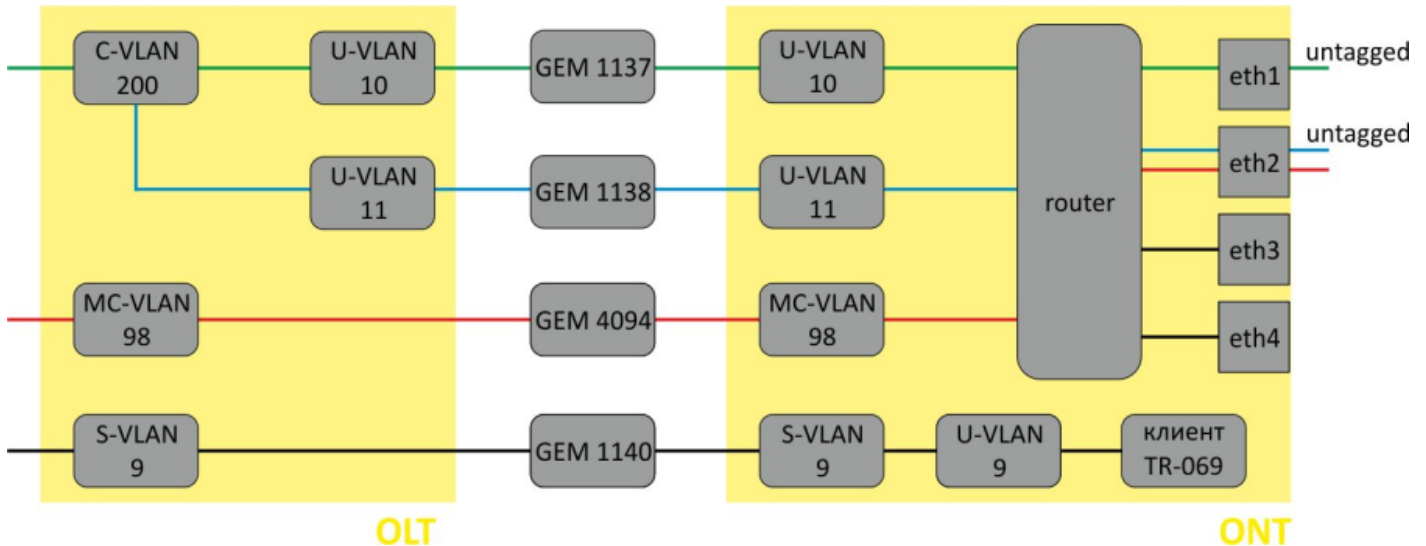 C-VLAN
200
U-VLAN
10
GEM 1137
U-VLAN
10
eth1
untagged
U-VLAN
11
GEM 1138
U-VLAN
11
router
eth2
untagged
eth3
MC-VLAN
98
GEM 4094
MC-VLAN
98
eth4
S-VLAN
9
GEM 1140
S-VLAN
9
U-VLAN
9
клиент
TR-069
OLT
ONT